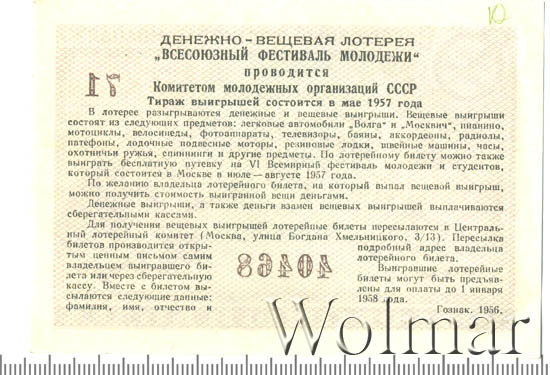 10
ДЕНЕЖНО-ВЕЩЕВАЯ ЛОТЕРЕЯ
„ВСЕСОЮЗНЫЙ ФЕСТИВАЛЬ МОЛОДЕЖИ“
проводится
71
Комитетом молодежных организаций СССР
Тираж выигрышей состоится в мае 1957 года
В лотерее разыгрываются денежные и вещевые выигрыши. Вещевые выигрыши
состоят из следующих предметов: легковые автомобили „Волга“ и „Москвич“, пианино,
мотоциклы, велосипеды, фотоаппараты, телевизоры, баяны, аккордеоны, радиолы,
патефоны, лодочные подвесные моторы, резиновые лодки, швейные машины, часы,
охотничьи ружья, спиннинги и другие предметы. По лотерейному билету можно также
выиграть бесплатную путевку на VI Всемирный фестиваль молодежи и студентов,
который состоится в Москве в июле—августе 1957 года.
По желанию владельца лотерейного билета, на который выпал вещевой выигрыш,
можно получить стоимость выигранной вещи деньгами.
Денежные выигрыши, а также деньги взамен вещевых выигрышей выплачиваются
сберегательными кассами.
Для получения вещевых выигрышей лотерейные билеты пересылаются в Централь-
ный лотерейный комитет (Москва, улица Богдана Хмельницкого, 3/13). Пересылка
билетов производится откры-
тым ценным письмом самим
владельцем выигравшего би-
лета или через сберегательную
кассу. Вместе с билетом вы-
сылаются следующие данные:
фамилия, имя, отчество и
40468
подробный адрес владельца
лотерейного билета.
Выигравшие лотерейные
билеты могут быть предъяв-
лены для оплаты до 1 января
1958 года.
Гознак. 1956.
Wolmar